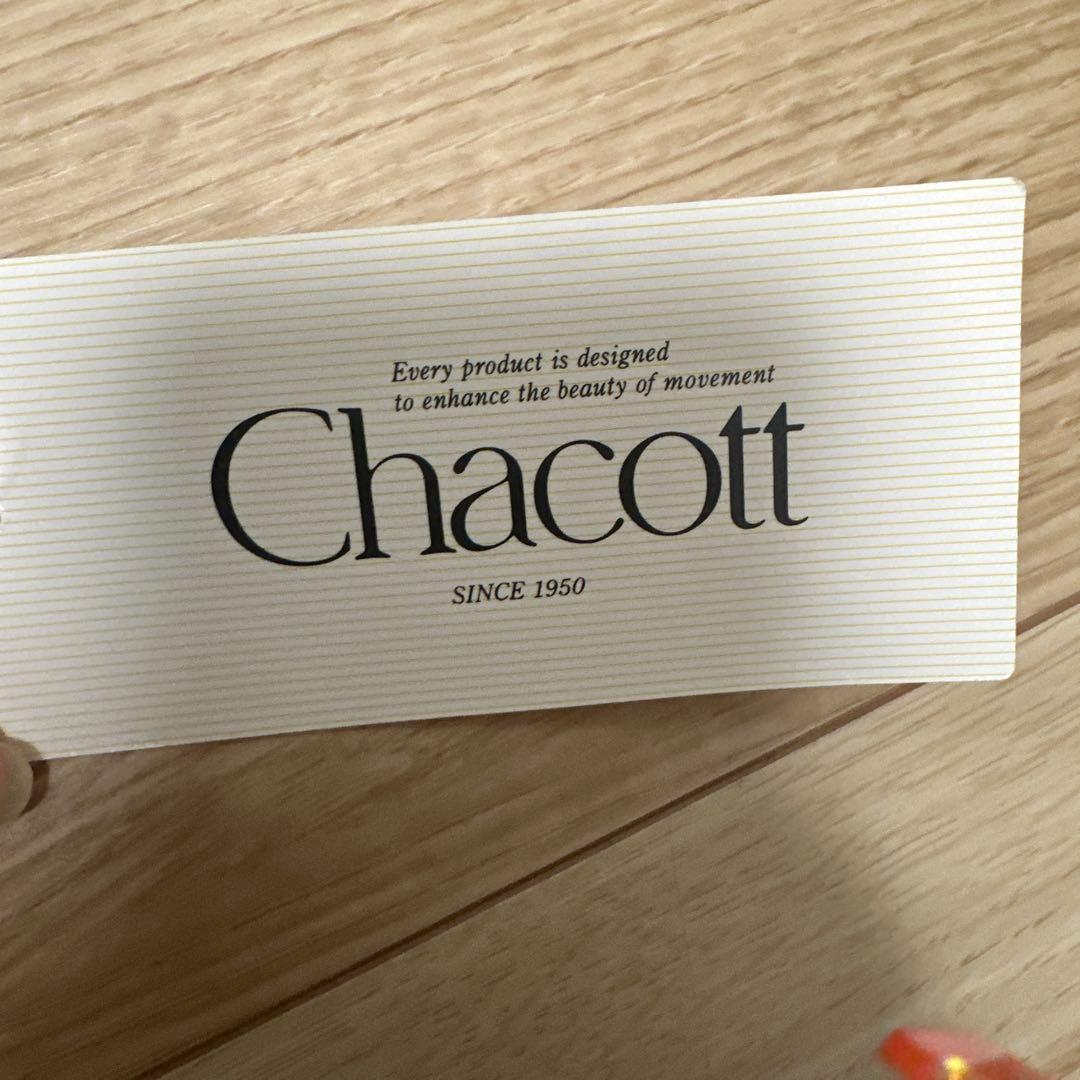 Every product is designed
to enhance the beauty of movement
Chacott
SINCE 1950